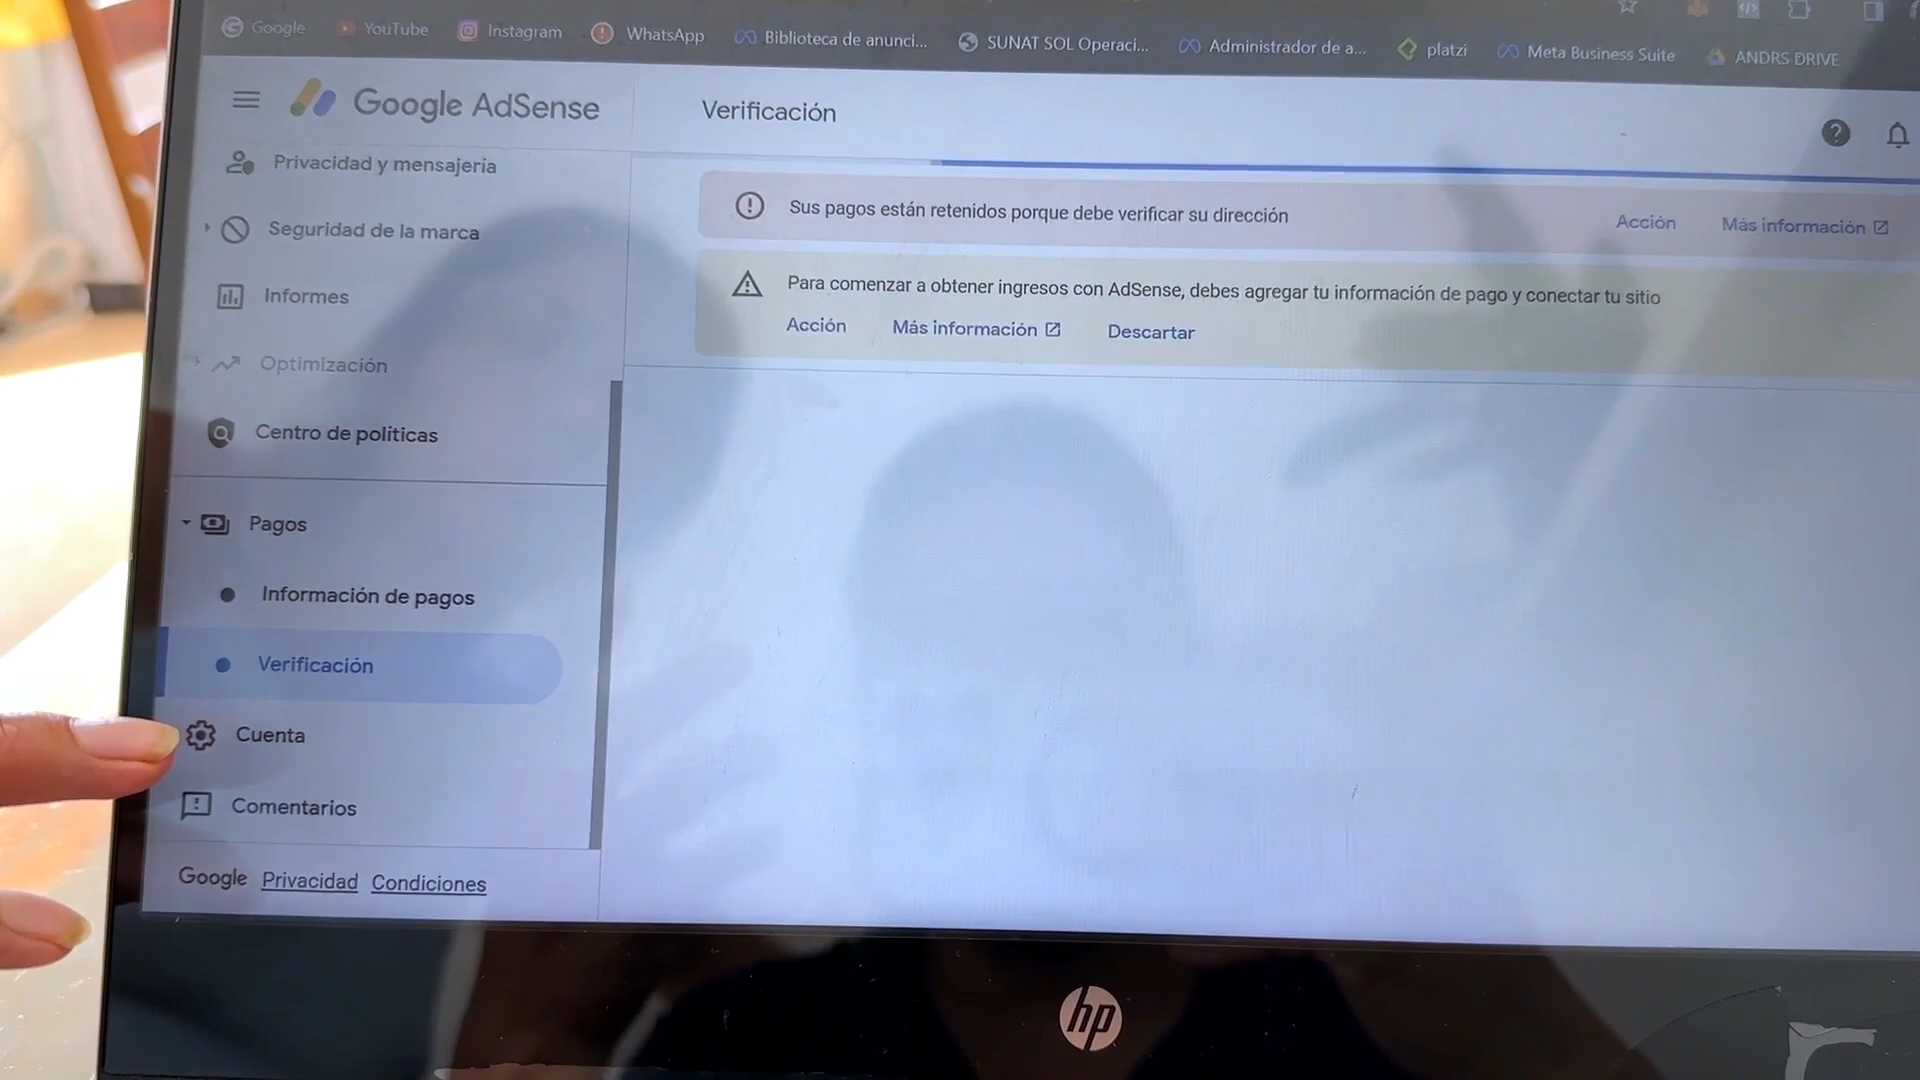 Google YouTube Instagram WhatsApp Biblioteca de anunci... SUNAT SOL Operaci... Administrador de a... platzi Meta Business Suite ANDRS DRIVE
Google AdSense
Verificación
Privacidad y mensajería
Seguridad de la marca
Informes
Optimización
Centro de políticas
Pagos
Información de pagos
Verificación
Cuenta
Comentarios
Google Privacidad Condiciones
Sus pagos están retenidos porque debe verificar su dirección
Acción Más información
Para comenzar a obtener ingresos con AdSense, debes agregar tu información de pago y conectar tu sitio
Acción Más información Descartar
hp